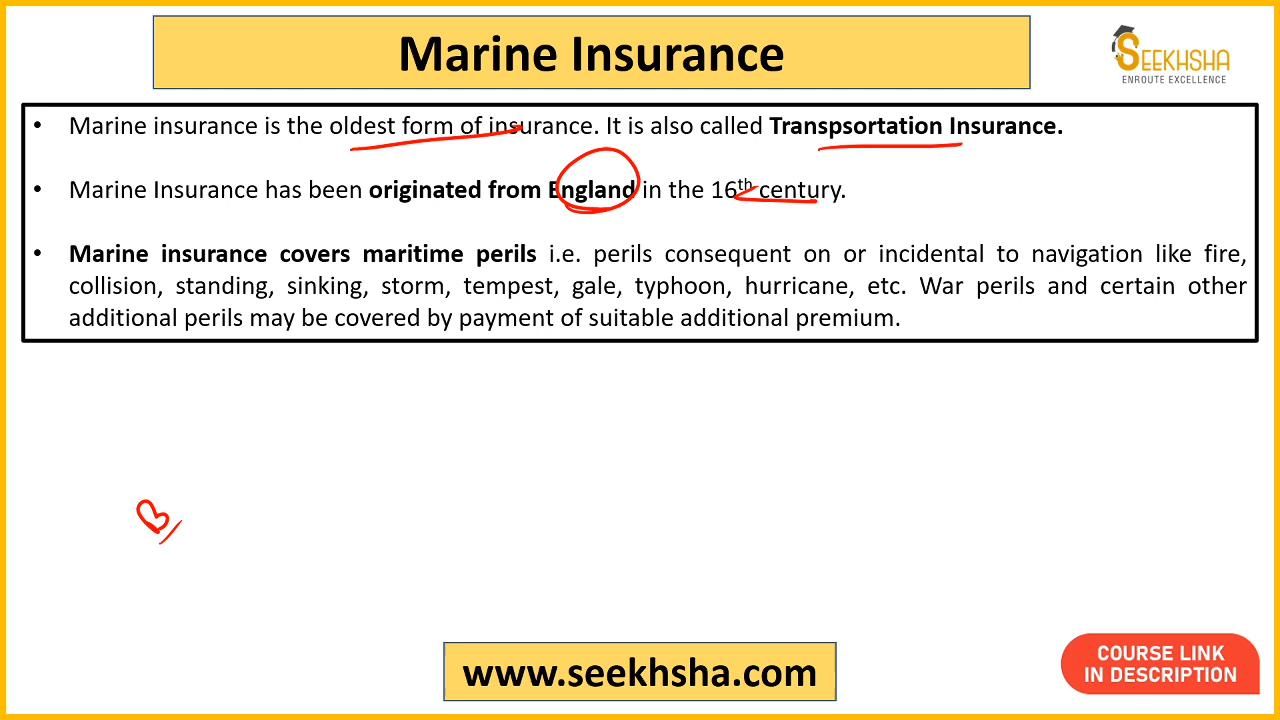 Marine Insurance
SEEKHSHA
ENROUTE EXCELLENCE
• Marine insurance is the oldest form of insurance. It is also called Transpsortation Insurance.
• Marine Insurance has been originated from England in the 16th century.
• Marine insurance covers maritime perils i.e. perils consequent on or incidental to navigation like fire,
collision, standing, sinking, storm, tempest, gale, typhoon, hurricane, etc. War perils and certain other
additional perils may be covered by payment of suitable additional premium.
B
www.seekhsha.com
COURSE LINK
IN DESCRIPTION